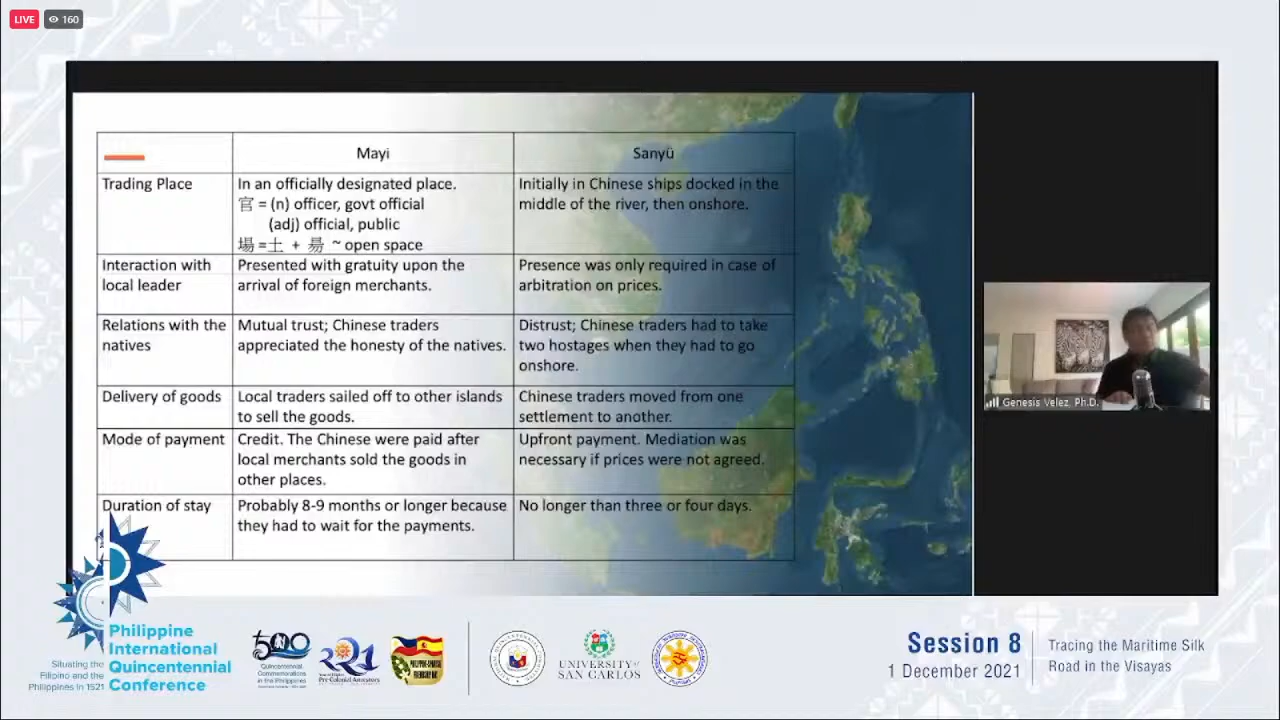 LIVE
160
Mayi
Sanyü
Trading Place
In an officially designated place.
官 = (n) officer, govt official
(adj) official, public
場 =土 + 昜 ~ open space
Initially in Chinese ships docked in the
middle of the river, then onshore.
Interaction with
local leader
Presented with gratuity upon the
arrival of foreign merchants.
Presence was only required in case of
arbitration on prices.
Relations with the
natives
Mutual trust; Chinese traders
appreciated the honesty of the natives.
Distrust; Chinese traders had to take
two hostages when they had to go
onshore.
Delivery of goods
Local traders sailed off to other islands
to sell the goods.
Chinese traders moved from one
settlement to another.
Mode of payment
Credit. The Chinese were paid after
local merchants sold the goods in
other places.
Upfront payment. Mediation was
necessary if prices were not agreed.
Duration of stay
Probably 8-9 months or longer because
they had to wait for the payments.
No longer than three or four days.
Genesis Velez, Ph.D.
Situating the
Filipino and the
Philippines in 1521
Philippine
International
Quincentennial
Conference
500
Quincentennial
Commemorations
in the Philippines
2021
Pre-Colonial Ancestors
UNIVERSITY of
SAN CARLOS
Session 8
1 December 2021
Tracing the Maritime Silk
Road in the Visayas